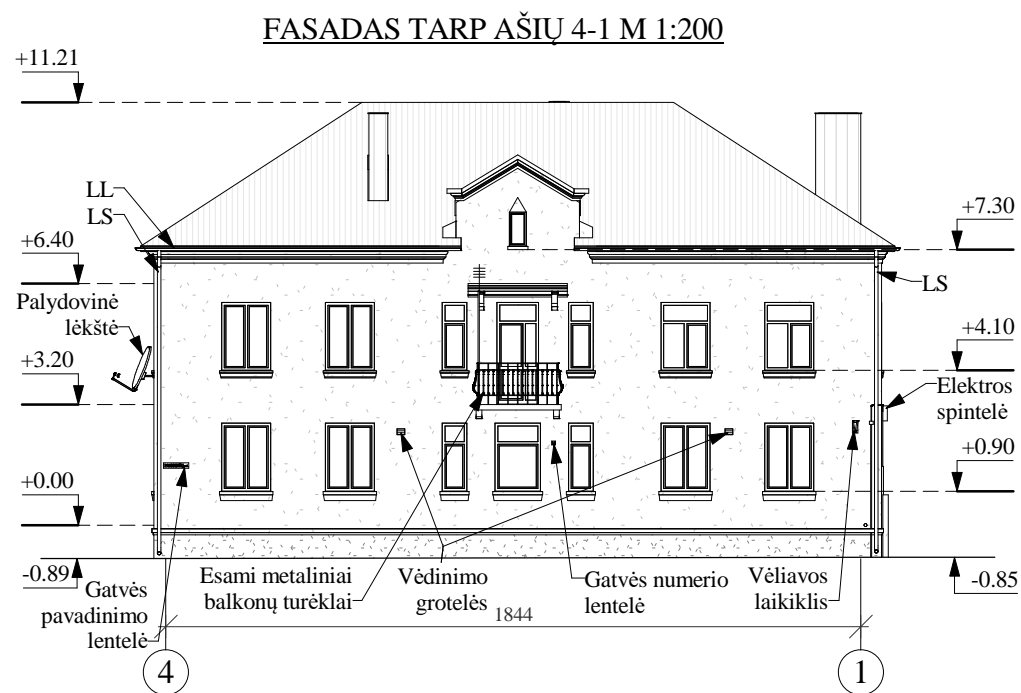 FASADAS TARP AŠIŲ 4-1 M 1:200
+11.21
LL
LS
+7.30
+6.40
LS
Palydovinė
lėkštė
+4.10
+3.20
Elektros
spintelė
+0.90
+0.00
-0.89
Esami metaliniai
balkonų turėklai
Vėdinimo
grotelės
Gatvės numerio
lentelė
Vėliavos
laikiklis
-0.85
Gatvės
pavadinimo
lentelė
1844
4
1